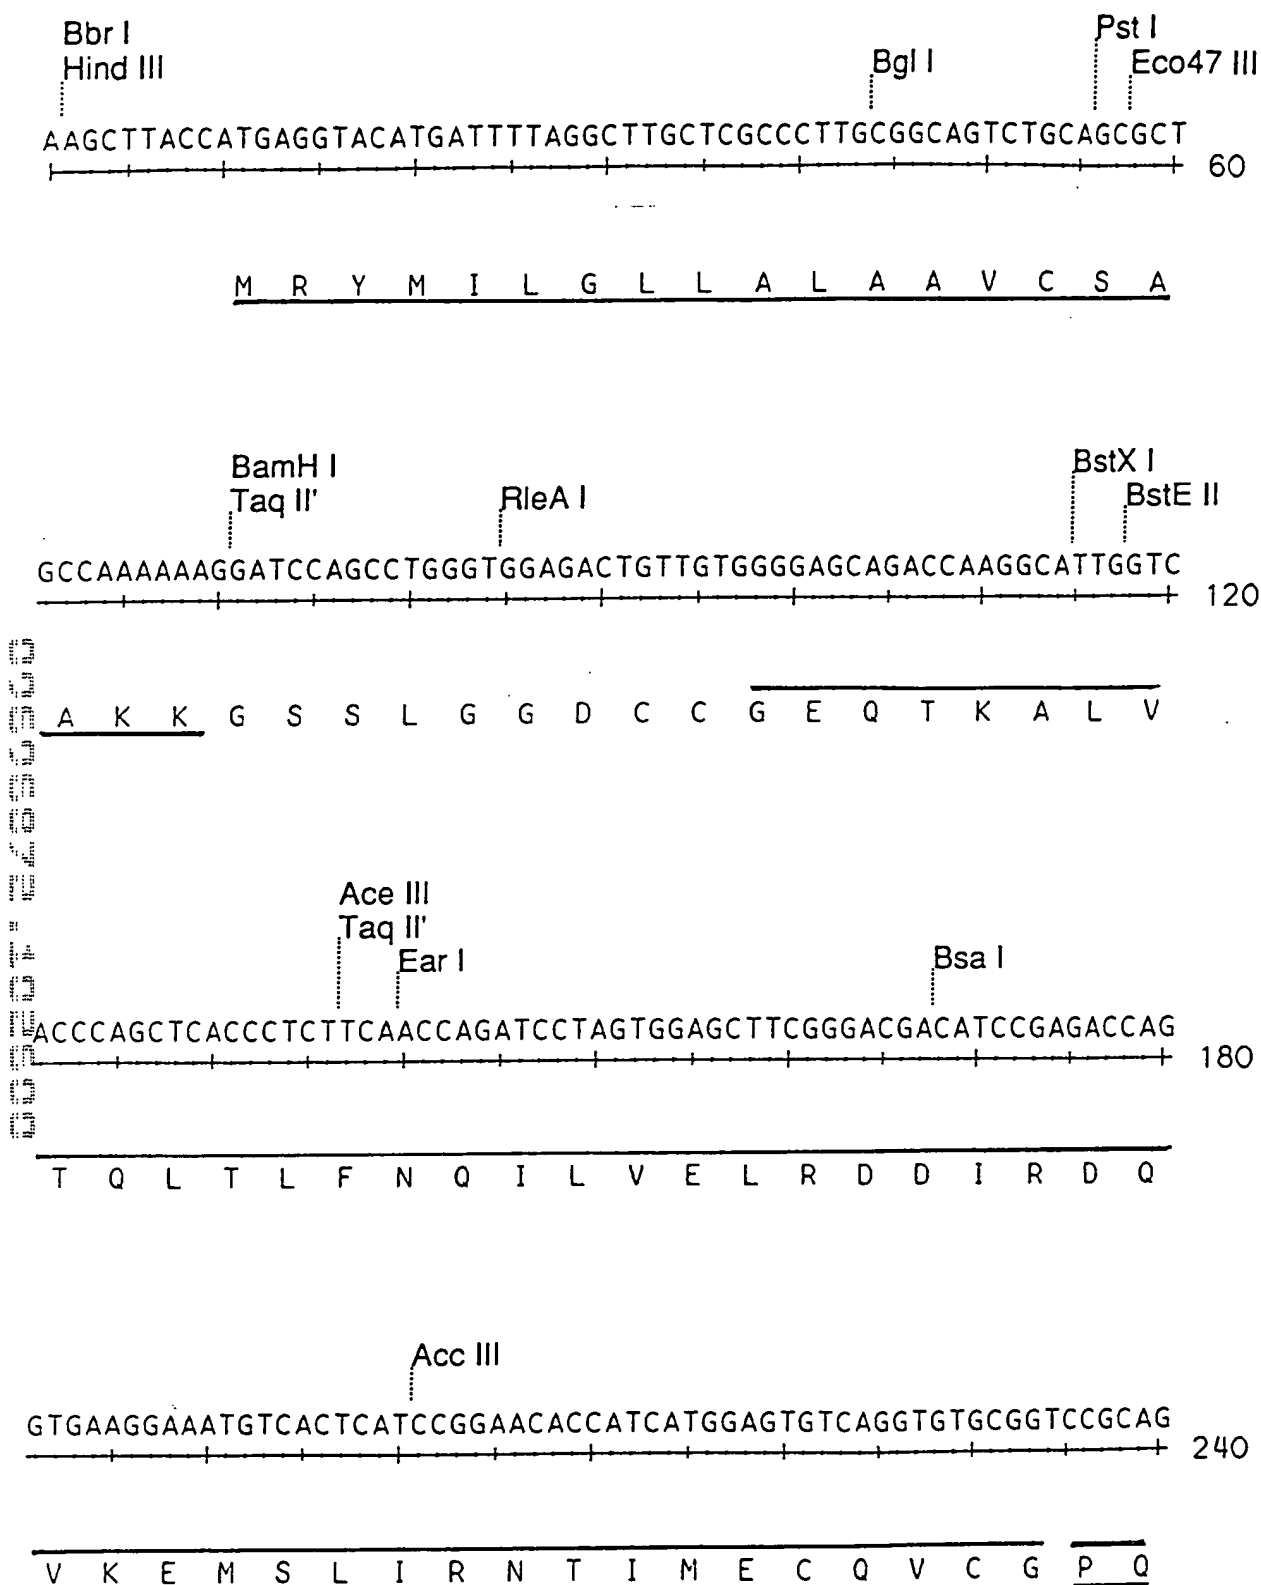 Bbr I Pst I
Hind III Bgl I Eco47 III
AAGCTTACCATGAGGTACATGATTTTAGGCTTGCTCGCCCTTGCGGCAGTCTGCAGCGCT
60
M R Y M I L G L L A L A A V C S A
BamH I BstX I
Taq II' RleA I BstE II
GCCAAAAAAGGATCCAGCCTGGGTGGAGACTGTTGTGGGGAGCAGACCAAGGCATTGGTC
120
A K K G S S L G G D C C G E Q T K A L V
Ace III
Taq II'
Ear I Bsa I
ACCCAGCTCACCCTCTTCAACCAGATCCTAGTGGAGCTTCGGGACGACATCCGAGACCAG
180
T Q L T L F N Q I L V E L R D D I R D Q
Acc III
GTGAAGGAAATGTCACTCATCCGGAACACCATCATGGAGTGTCAGGTGTGCGGTCCGCAG
240
V K E M S L I R N T I M E C Q V C G P Q